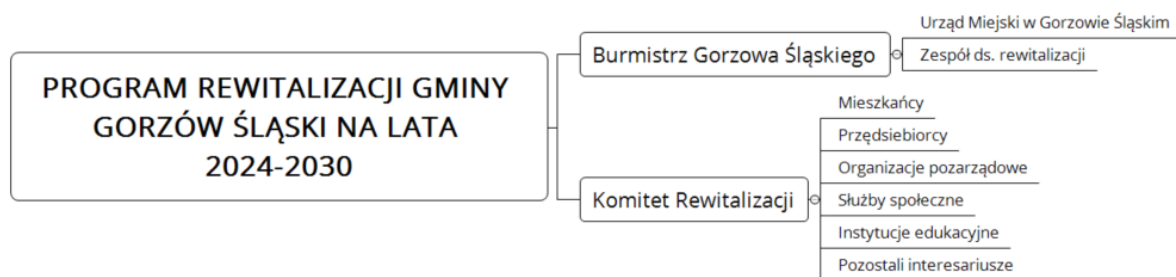 PROGRAM REWITALIZACJI GMINY
GORZÓW ŚLĄSKI NA LATA
2024-2030
Burmistrz Gorzowa Śląskiego
Urząd Miejski w Gorzowie Śląskim
Zespół ds. rewitalizacji
Komitet Rewitalizacji
Mieszkańcy
Przędsiebiorcy
Organizacje pozarządowe
Służby społeczne
Instytucje edukacyjne
Pozostali interesariusze